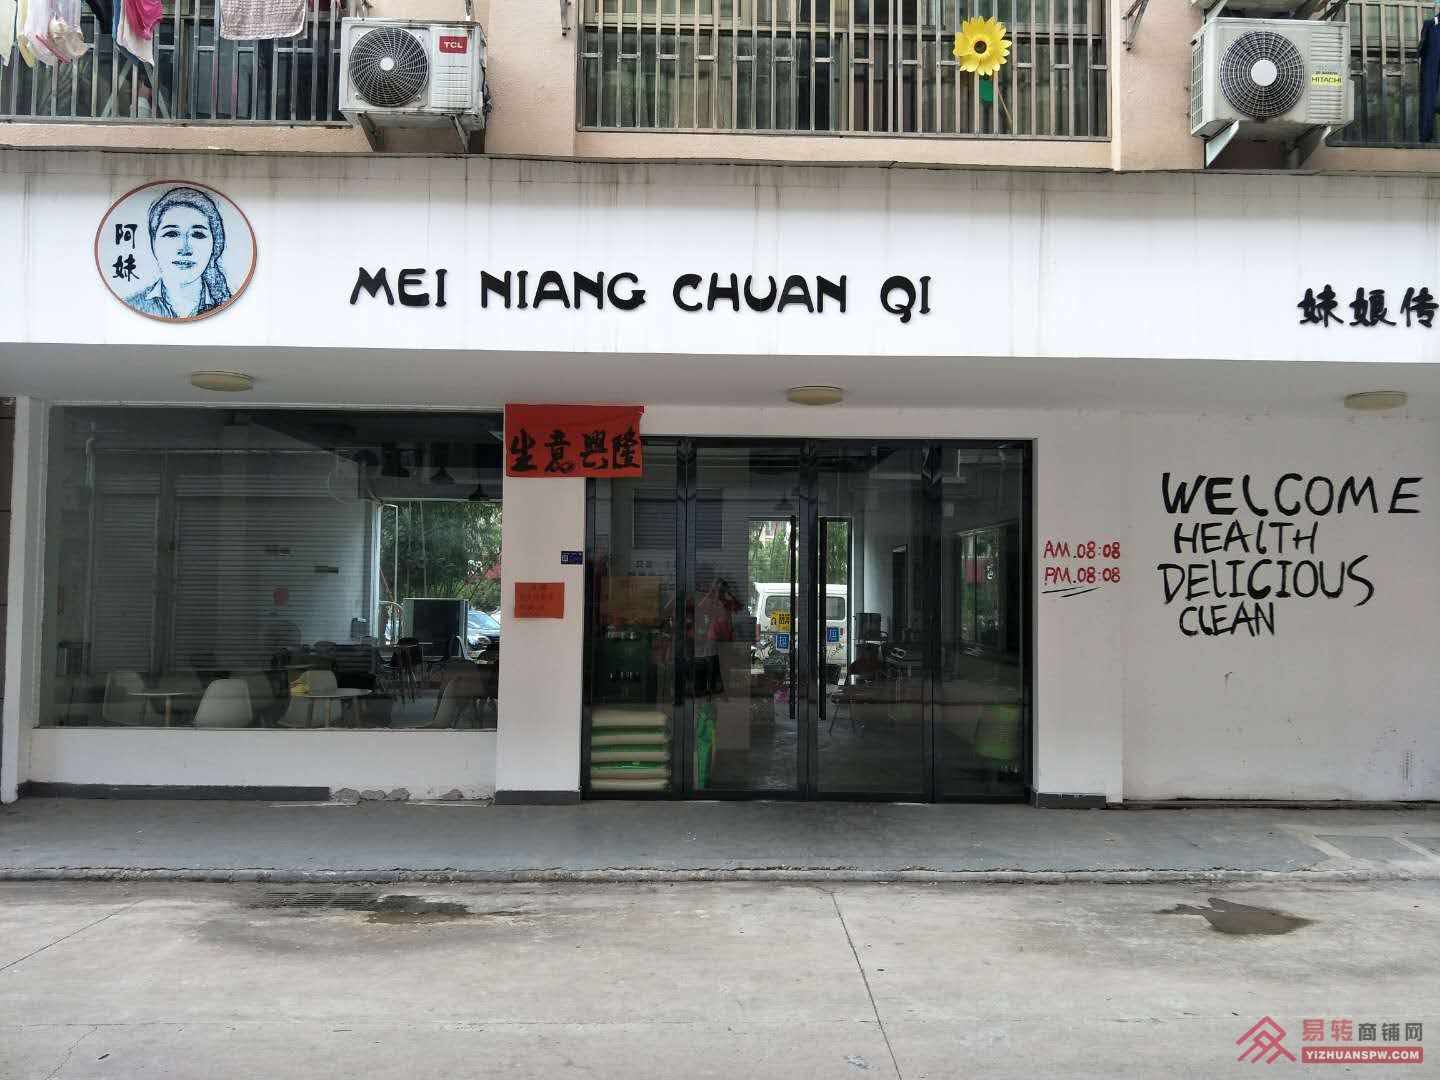 TCL
HITACHI
阿妹
MEI NIANG CHUAN QI
妹娘传
生意興隆
AM.08:08
PM.08:08
WELCOME
HEALTH
DELICIOUS
CLEAN
易转商铺网
YIZHUANSPW.COM